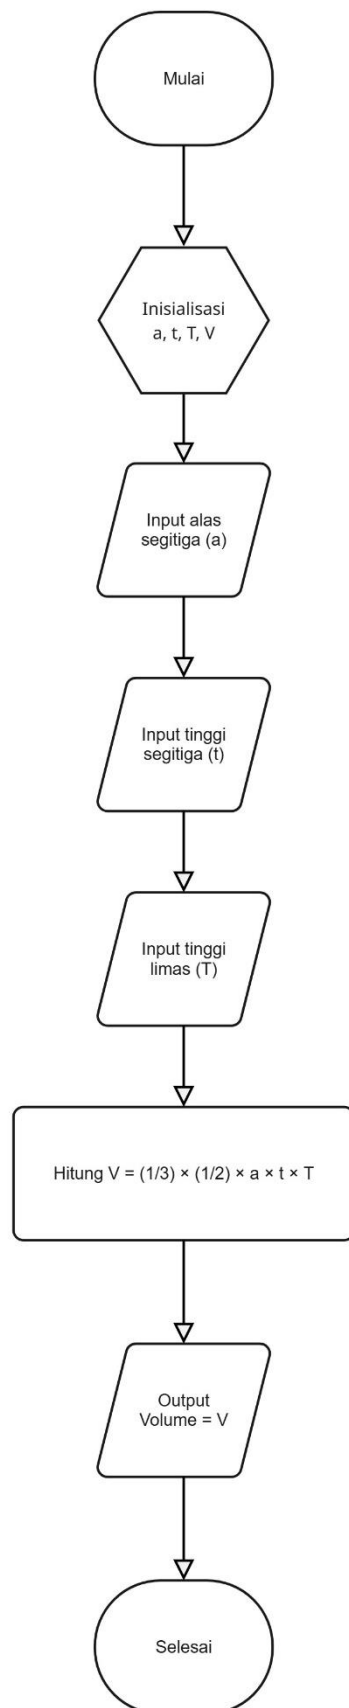 Mulai
Inisialisasi
a, t, T, V
Input alas
segitiga (a)
Input tinggi
segitiga (t)
Input tinggi
limas (T)
Hitung V = (1/3) × (1/2) × a × t × T
Output
Volume = V
Selesai